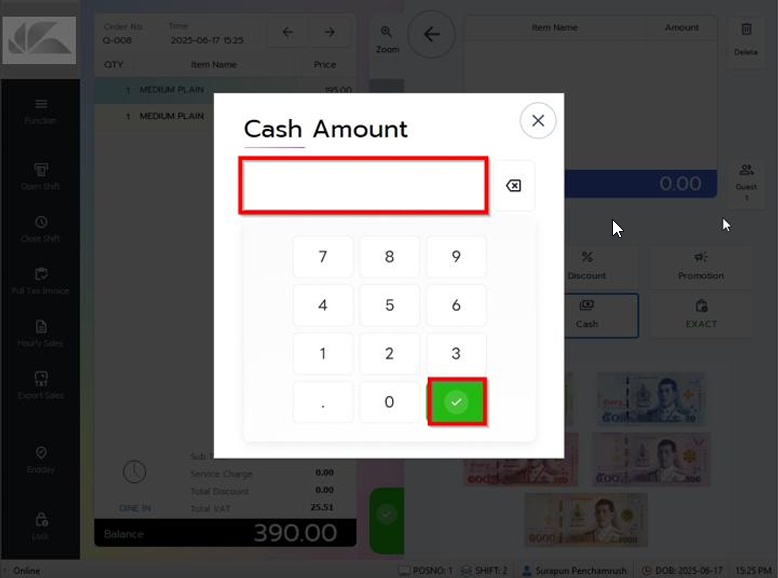 Order No.
Time
Q-008
2025-06-17 15:25
Zoom
QTY
Item Name
Price
1 MEDIUM PLAIN 195.00
1 MEDIUM PLAIN
Function
Open Shift
Close Shift
Full Tax Invoice
Hourly Sales
TXT
Export Sales
Endday
Lock
Item Name
Amount
Delete
0.00
Guest
1
Discount
Promotion
Cash
EXACT
Cash Amount
7 8 9
4 5 6
1 2 3
. 0
Sub
Service Charge 0.00
Total Discount 0.00
DINE IN
Total VAT 25.51
Balance 390.00
Online
POSNO: 1
SHIFT: 2
Surapun Penchamrush
DOB: 2025-06-17
15:25 PM